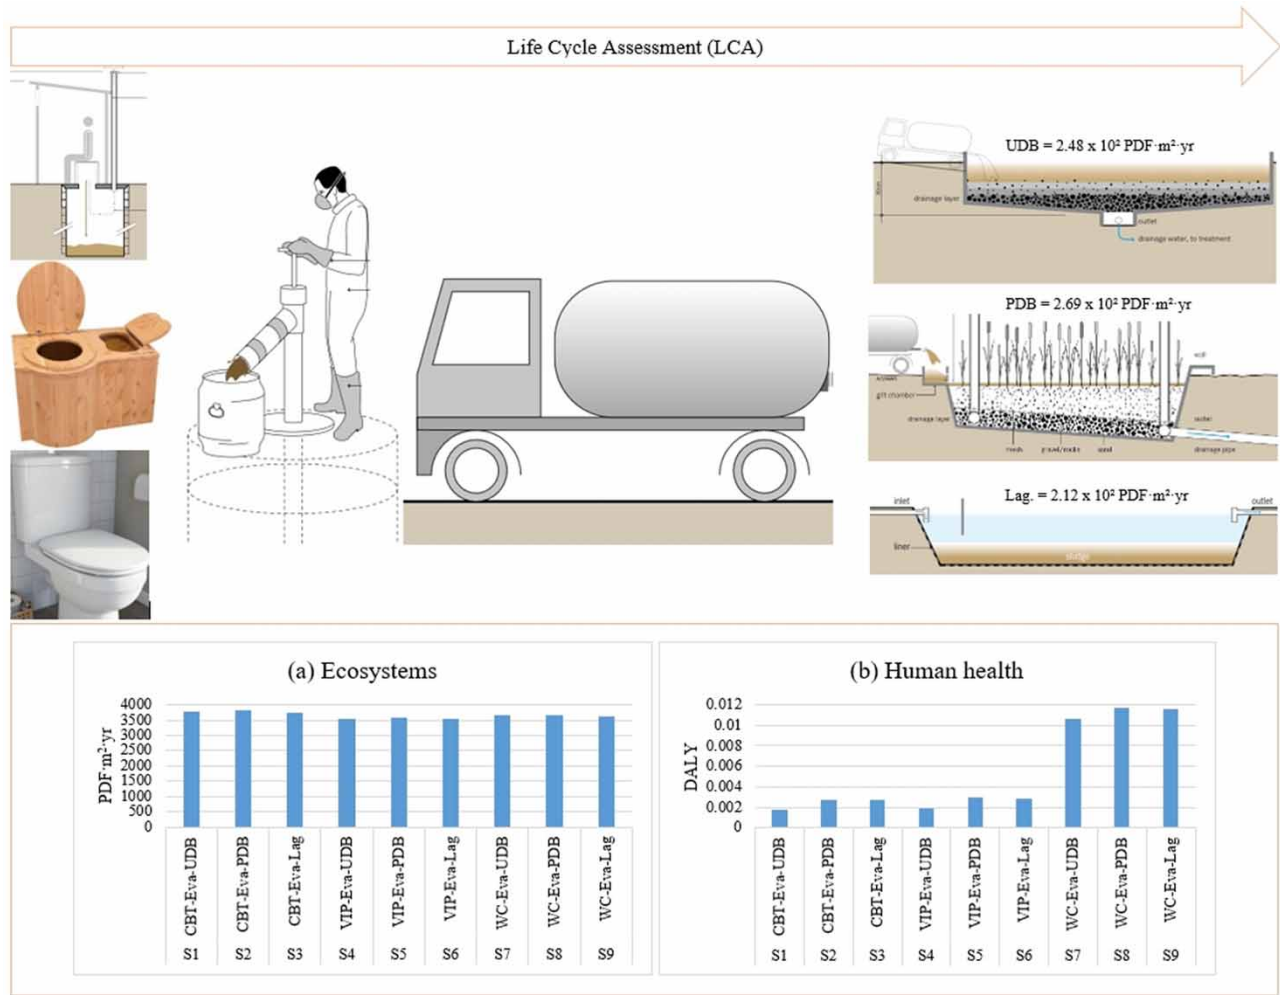 Life Cycle Assessment (LCA)
UDB = 2.48 x 10² PDF·m²·yr
drainage layer
outlet
drainage water, to treatment
PDB = 2.69 x 10² PDF·m²·yr
wall
grit chamber
drainage layer
outlet
mesh gravel/rocks sand drainage pipe
Lag. = 2.12 x 10² PDF·m²·yr
inlet
outlet
liner
sludge
(a) Ecosystems
PDF·m²·yr
4000
3500
3000
2500
2000
1500
1000
500
0
CBT-Eva-UDB
CBT-Eva-PDB
CBT-Eva-Lag
VIP-Eva-UDB
VIP-Eva-PDB
VIP-Eva-Lag
WC-Eva-UDB
WC-Eva-PDB
WC-Eva-Lag
S1 S2 S3 S4 S5 S6 S7 S8 S9
(b) Human health
DALY
0.012
0.01
0.008
0.006
0.004
0.002
0
CBT-Eva-UDB
CBT-Eva-PDB
CBT-Eva-Lag
VIP-Eva-UDB
VIP-Eva-PDB
VIP-Eva-Lag
WC-Eva-UDB
WC-Eva-PDB
WC-Eva-Lag
S1 S2 S3 S4 S5 S6 S7 S8 S9